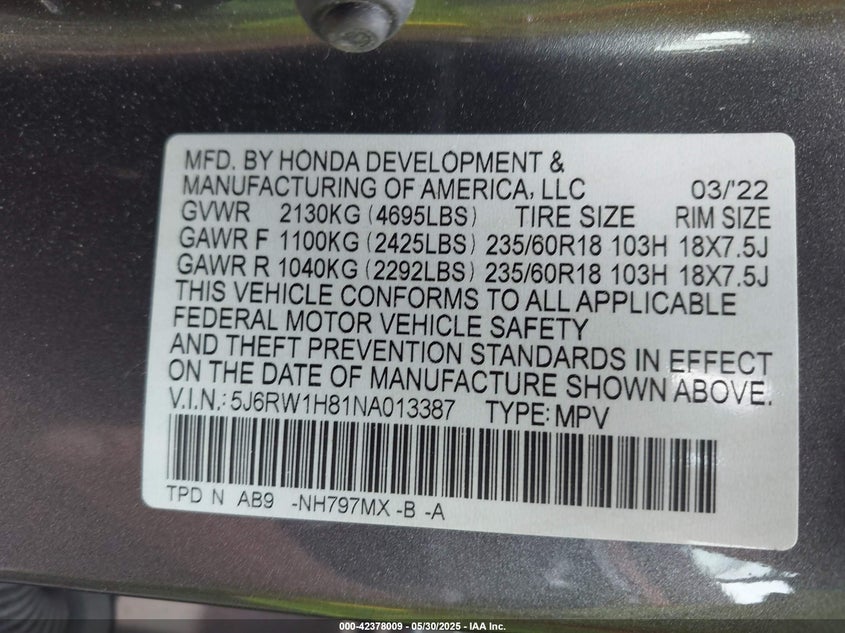 MFD. BY HONDA DEVELOPMENT &
MANUFACTURING OF AMERICA, LLC 03/'22
GVWR 2130KG (4695LBS) TIRE SIZE RIM SIZE
GAWR F 1100KG (2425LBS) 235/60R18 103H 18X7.5J
GAWR R 1040KG (2292LBS) 235/60R18 103H 18X7.5J
THIS VEHICLE CONFORMS TO ALL APPLICABLE
FEDERAL MOTOR VEHICLE SAFETY
AND THEFT PREVENTION STANDARDS IN EFFECT
ON THE DATE OF MANUFACTURE SHOWN ABOVE.
V.I.N.: 5J6RW1H81NA013387 TYPE: MPV
TPD N AB9 -NH797MX -B -A
000-42378009 - 05/30/2025 - IAA Inc.